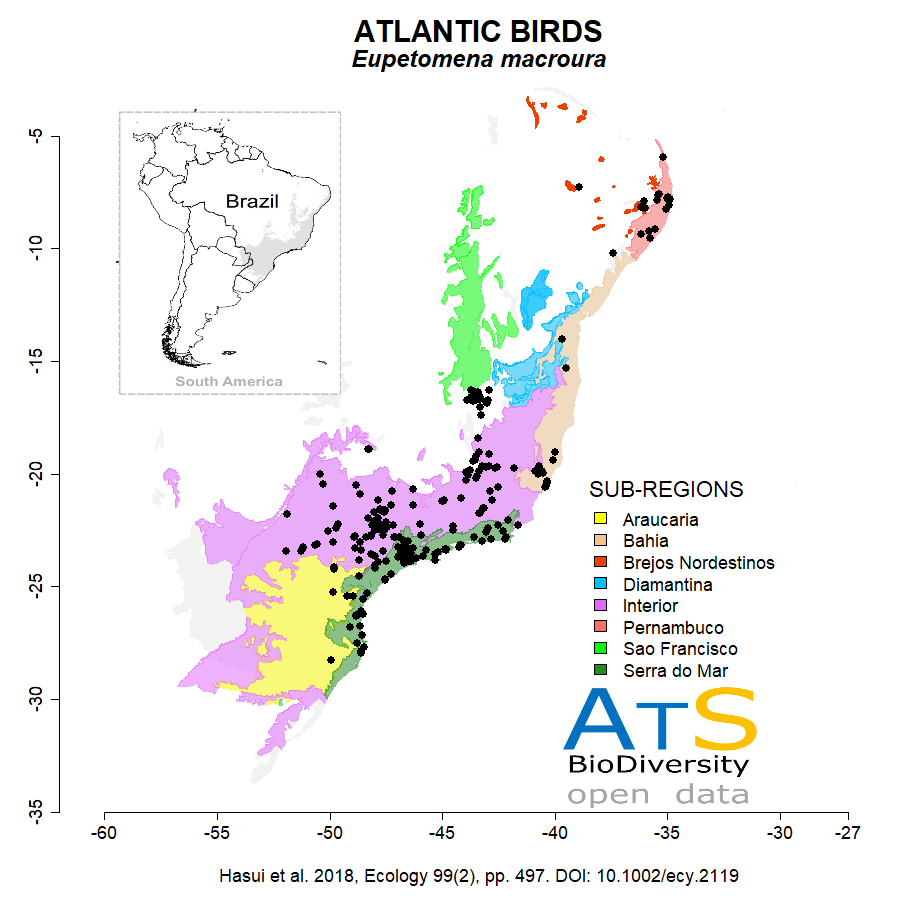 ATLANTIC BIRDS
Eupetomena macroura
Brazil
South America
-5
-10
-15
-20
-25
-30
-35
SUB-REGIONS
Araucaria
Bahia
Brejos Nordestinos
Diamantina
Interior
Pernambuco
Sao Francisco
Serra do Mar
ATS
BioDiversity
open data
-60 -55 -50 -45 -40 -35 -30 -27
Hasui et al. 2018, Ecology 99(2), pp. 497. DOI: 10.1002/ecy.2119